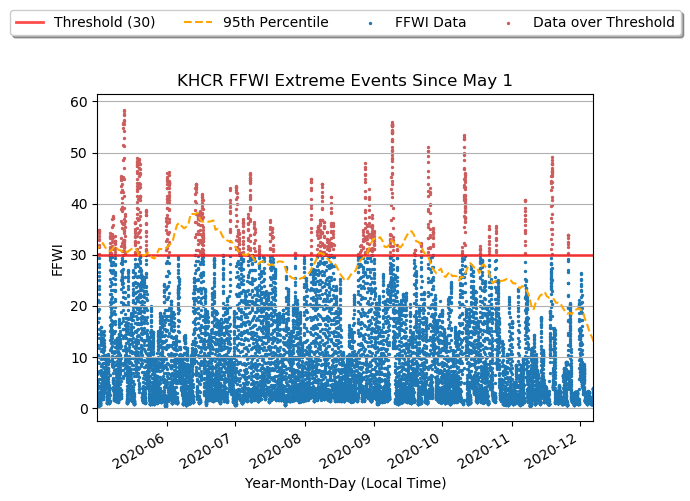 Threshold (30) 95th Percentile FFWI Data Data over Threshold
KHCR FFWI Extreme Events Since May 1
60
50
40
30
20
10
0
FFWI
2020-06 2020-07 2020-08 2020-09 2020-10 2020-11 2020-12
Year-Month-Day (Local Time)